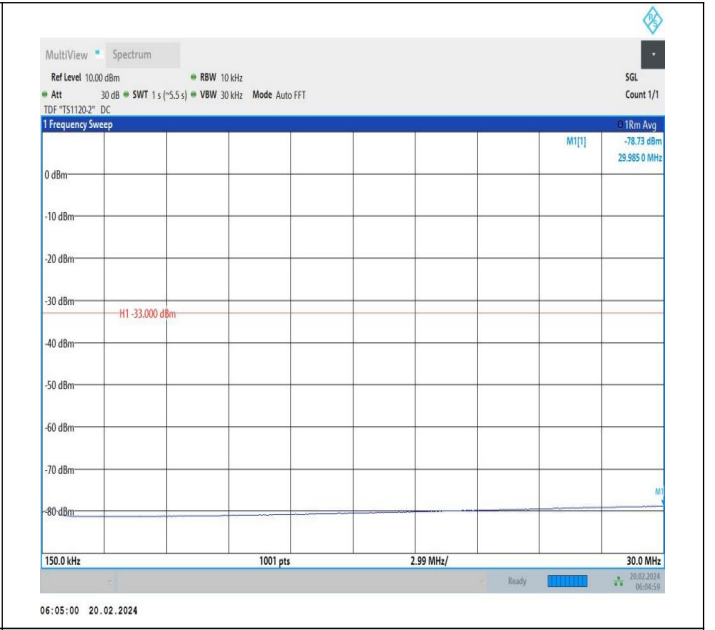 MultiView Spectrum
Ref Level 10.00 dBm RBW 10 kHz SGL
Att 30 dB SWT 1 s (~5.5 s) VBW 30 kHz Mode Auto FFT Count 1/1
TDF "TS1120-2" DC
1 Frequency Sweep 1Rm Avg
M1[1] -78.73 dBm
29.985 0 MHz
0 dBm
-10 dBm
-20 dBm
-30 dBm
H1 -33.000 dBm
-40 dBm
-50 dBm
-60 dBm
-70 dBm
M1
-80 dBm
150.0 kHz 1001 pts 2.99 MHz/ 30.0 MHz
Ready 20.02.2024
06:04:59
06:05:00 20.02.2024